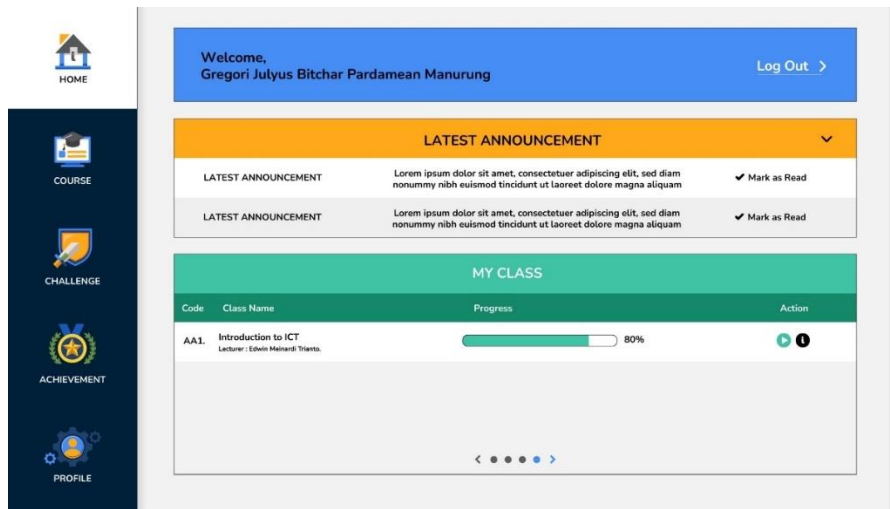 HOME
COURSE
CHALLENGE
ACHIEVEMENT
PROFILE
Welcome,
Gregori Julyus Bitchar Pardamean Manurung
Log Out
LATEST ANNOUNCEMENT
LATEST ANNOUNCEMENT
Lorem ipsum dolor sit amet, consectetuer adipiscing elit, sed diam
nonummy nibh euismod tincidunt ut laoreet dolore magna aliquam
Mark as Read
LATEST ANNOUNCEMENT
Lorem ipsum dolor sit amet, consectetuer adipiscing elit, sed diam
nonummy nibh euismod tincidunt ut laoreet dolore magna aliquam
Mark as Read
MY CLASS
Code Class Name Progress Action
AA1. Introduction to ICT 80%
Lecturer : Edwin Meinardi Trianto.